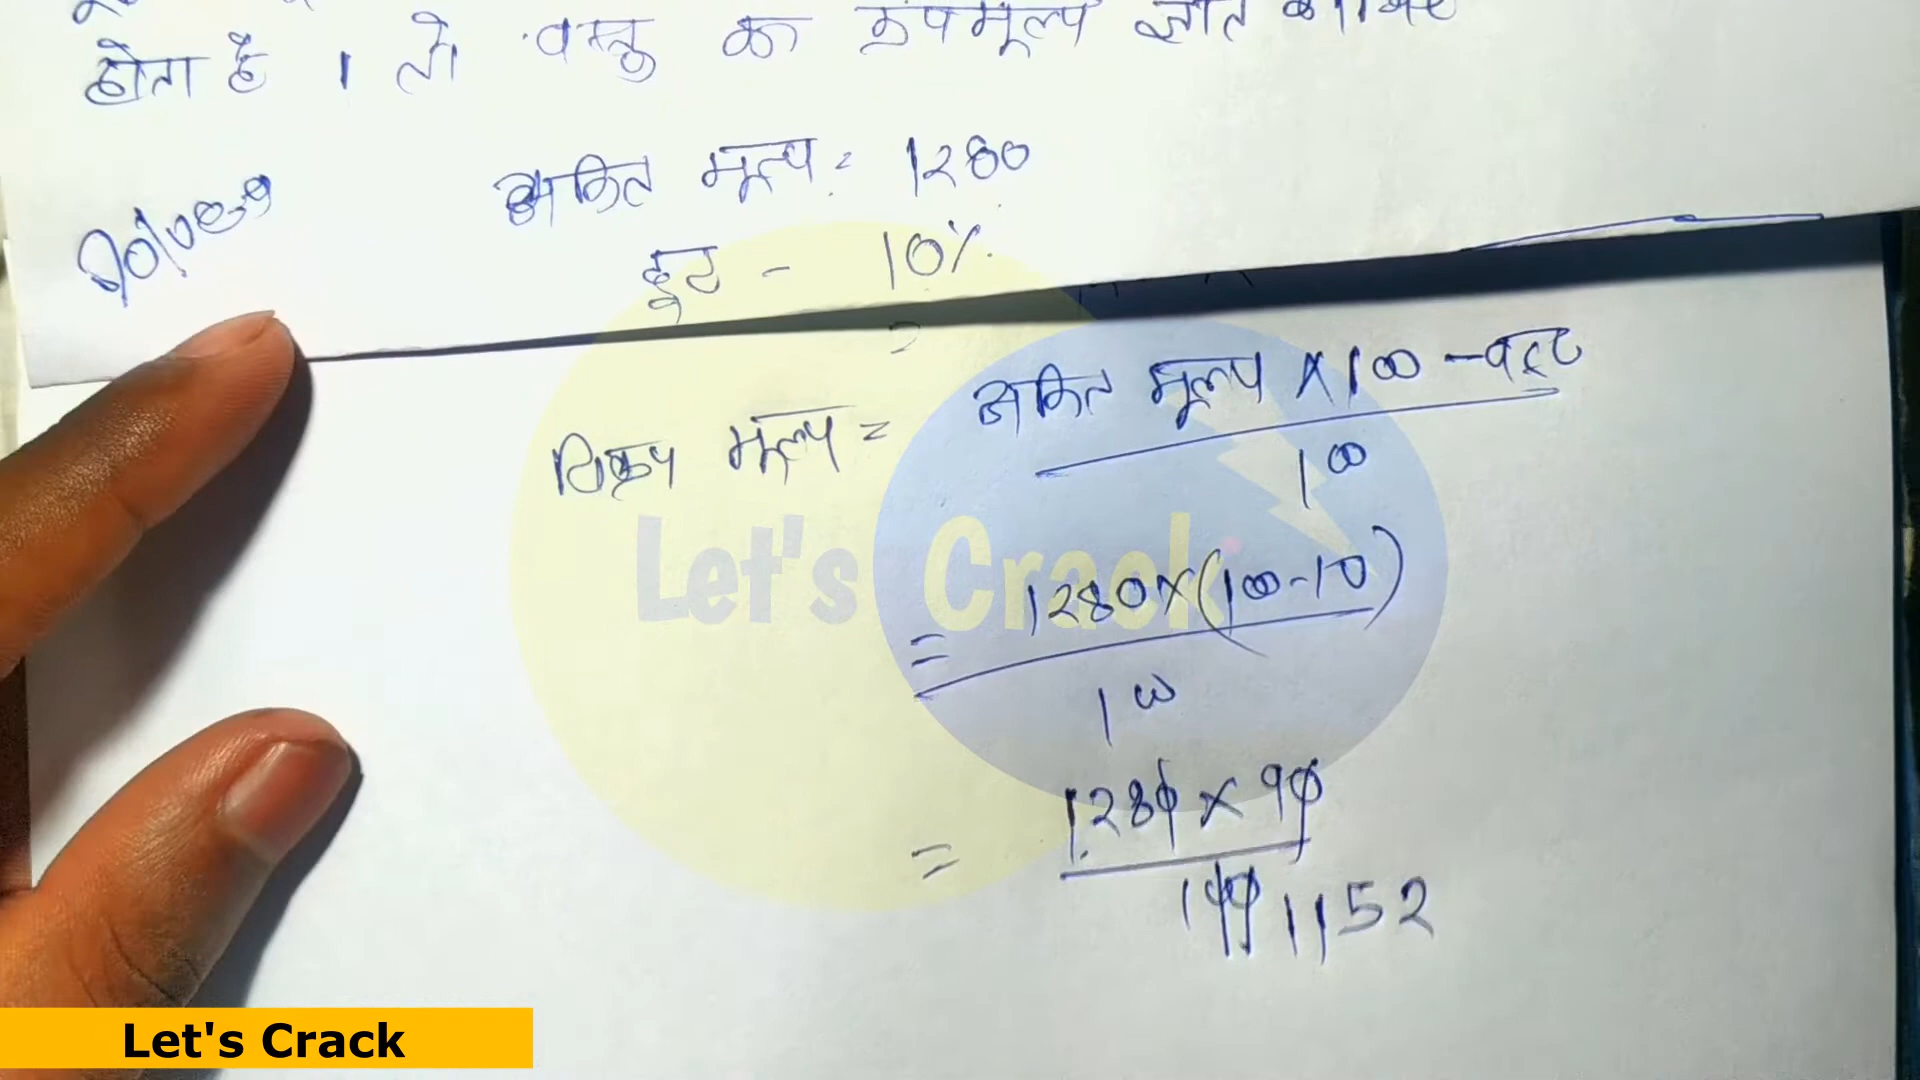 होता है । तो वस्तु का क्रयमूल्य ज्ञात
अंकित मूल्य = 1280
छूट - 10%
विक्रय मूल्य = अंकित मूल्य × 100 - बट्टा
100
= 1280 × (100-10)
100
= 1280 × 90
100 1152
Let's Crack
Let's Crack